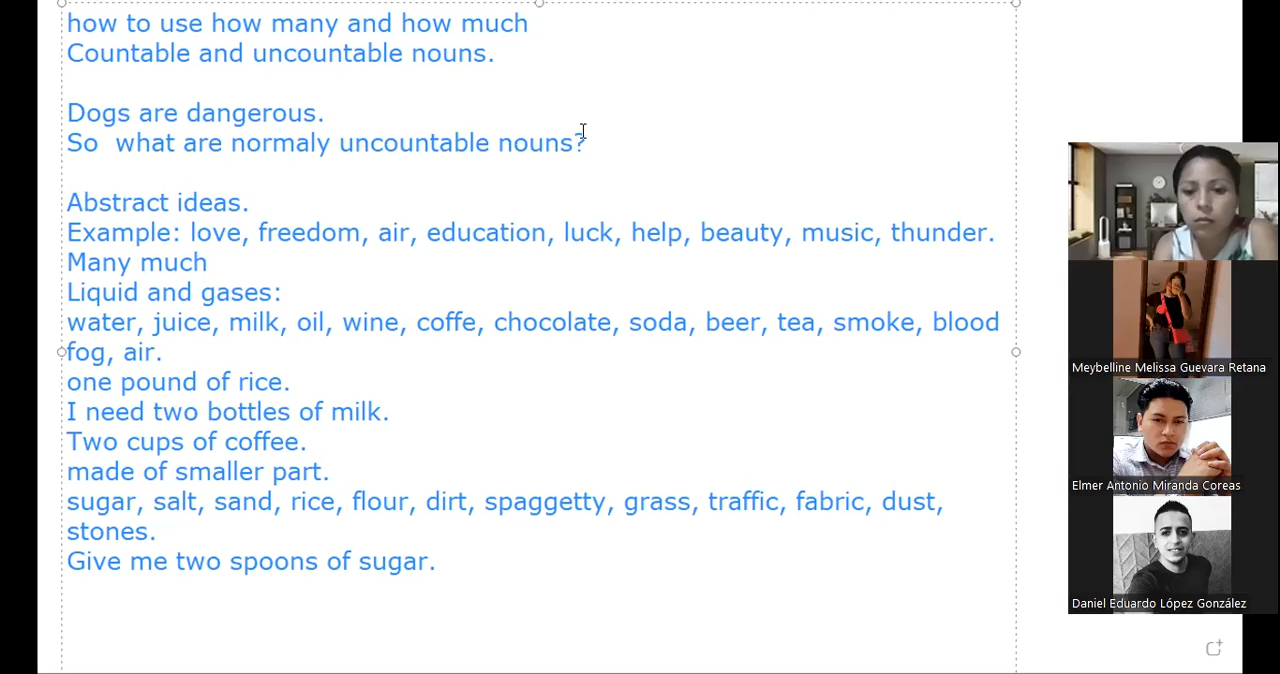 how to use how many and how much
Countable and uncountable nouns.
Dogs are dangerous.
So  what are normaly uncountable nouns?
Abstract ideas.
Example: love, freedom, air, education, luck, help, beauty, music, thunder.
Many much
Liquid and gases:
water, juice, milk, oil, wine, coffe, chocolate, soda, beer, tea, smoke, blood
fog, air.
one pound of rice.
I need two bottles of milk.
Two cups of coffee.
made of smaller part.
sugar, salt, sand, rice, flour, dirt, spaggetty, grass, traffic, fabric, dust,
stones.
Give me two spoons of sugar.
Meybelline Melissa Guevara Retana
Elmer Antonio Miranda Coreas
Daniel Eduardo López González